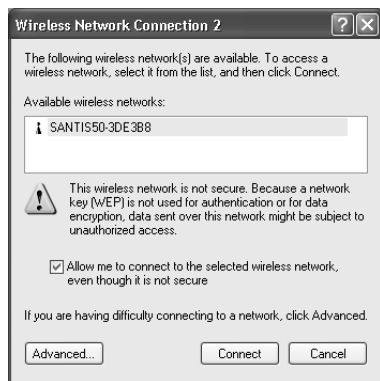 Wireless Network Connection 2
The following wireless network(s) are available. To access a
wireless network, select it from the list, and then click Connect.
Available wireless networks:
SANTIS50-3DE3B8
This wireless network is not secure. Because a network
key (WEP) is not used for authentication or for data
encryption, data sent over this network might be subject to
unauthorized access.
Allow me to connect to the selected wireless network,
even though it is not secure
If you are having difficulty connecting to a network, click Advanced.
Advanced... Connect Cancel